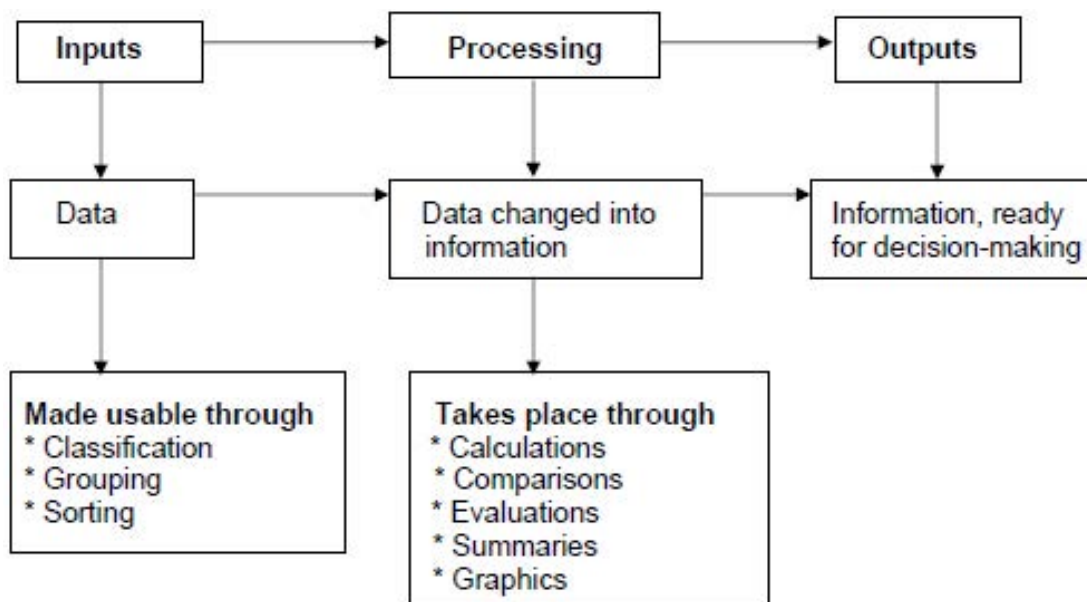 Inputs
Processing
Outputs
Data
Data changed into
information
Information, ready
for decision-making
Made usable through
* Classification
* Grouping
* Sorting
Takes place through
* Calculations
* Comparisons
* Evaluations
* Summaries
* Graphics